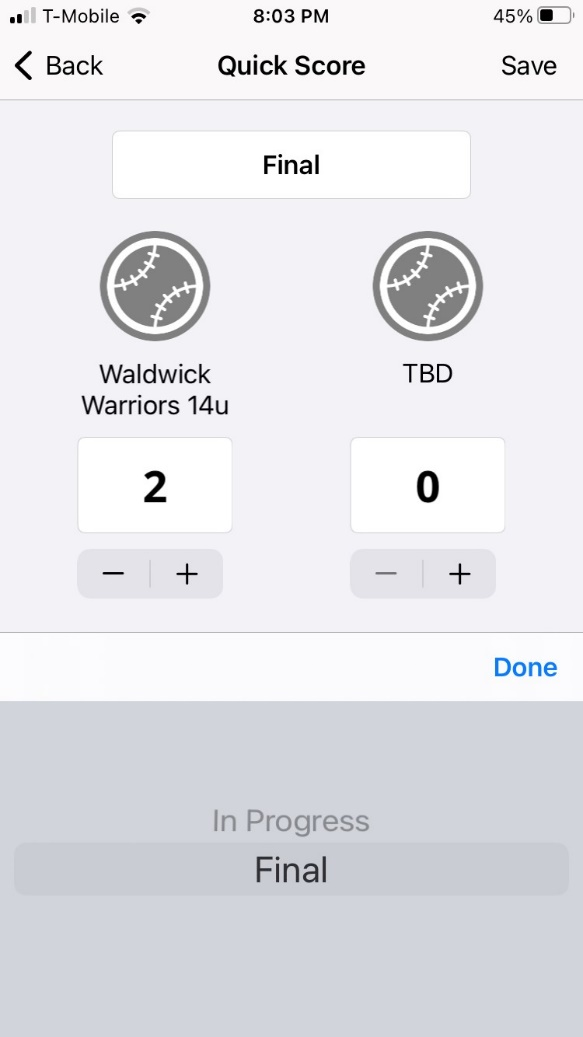 T-Mobile 8:03 PM 45%
Back Quick Score Save
Final
Waldwick
Warriors 14u
TBD
2 0
− + − +
Done
In Progress
Final